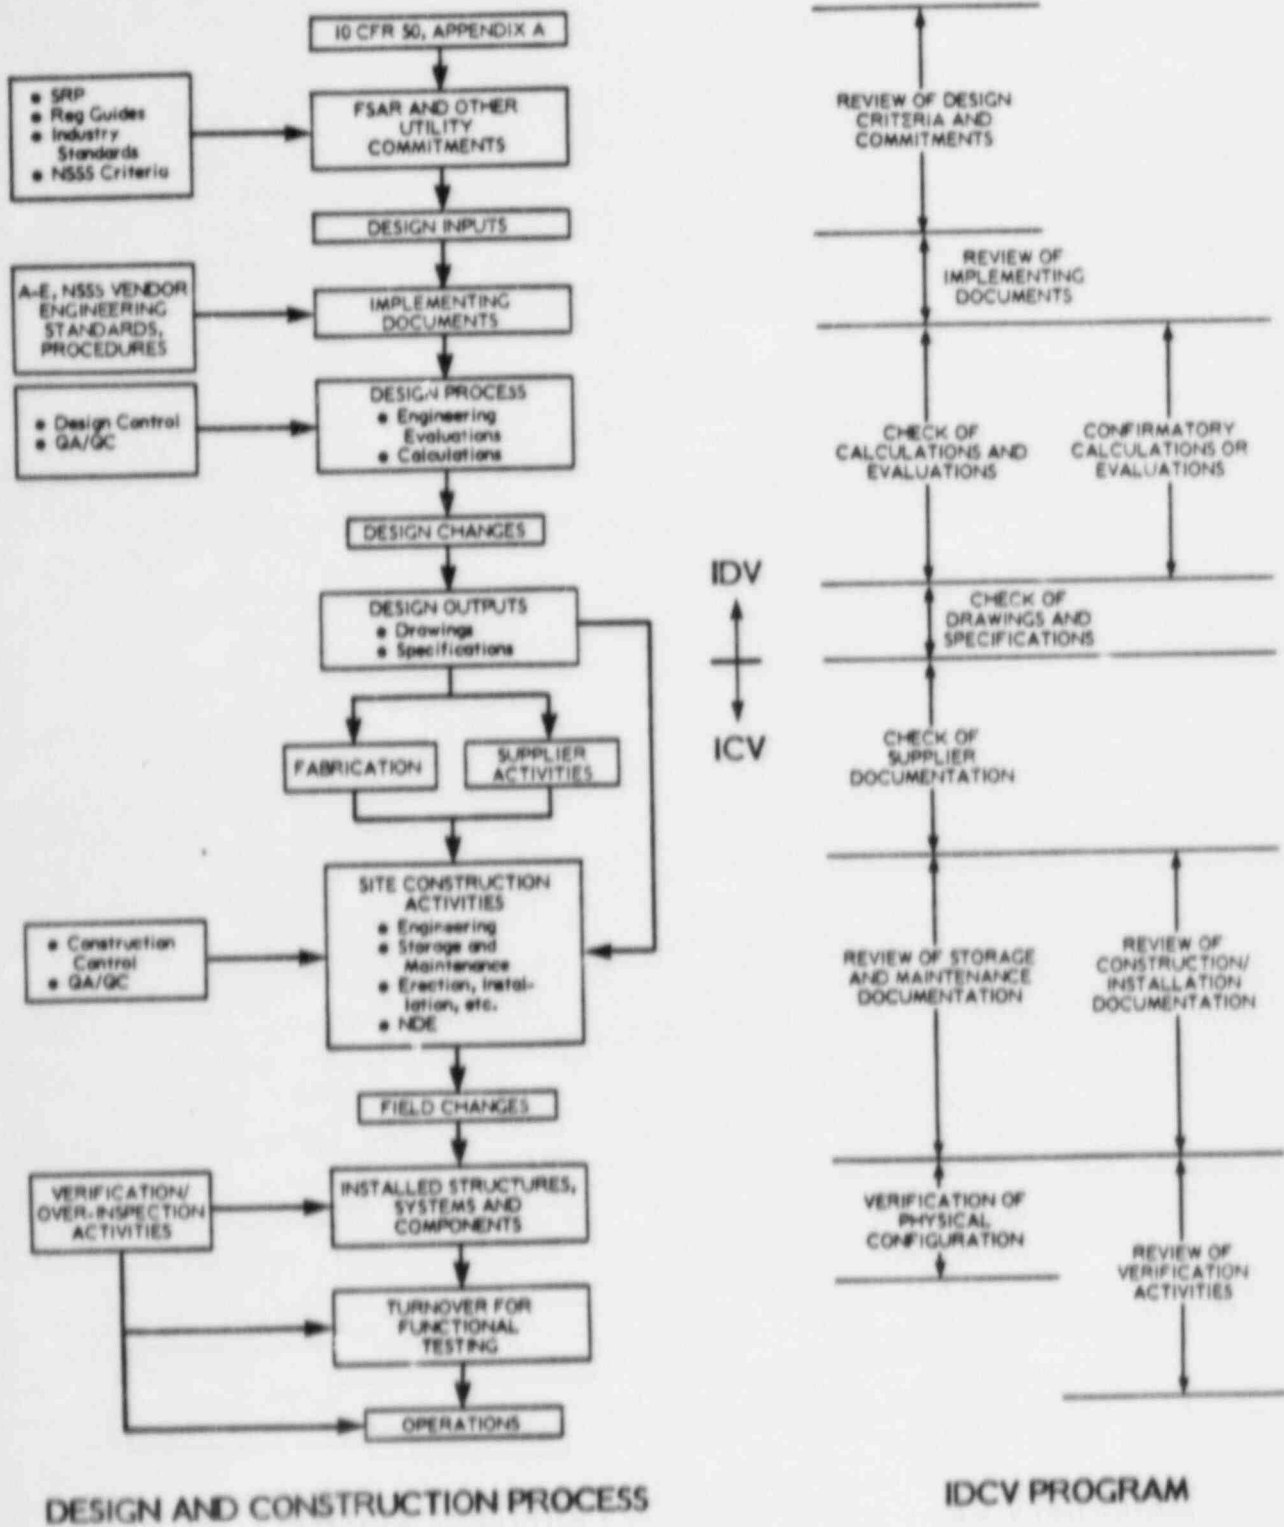 10 CFR 50, APPENDIX A
● SRP
● Reg Guides
● Industry
Standards
● NSSS Criteria
FSAR AND OTHER
UTILITY
COMMITMENTS
DESIGN INPUTS
A-E, NSSS VENDOR
ENGINEERING
STANDARDS,
PROCEDURES
IMPLEMENTING
DOCUMENTS
● Design Control
● QA/QC
DESIGN PROCESS
● Engineering
Evaluations
● Calculations
DESIGN CHANGES
DESIGN OUTPUTS
● Drawings
● Specifications
FABRICATION
SUPPLIER
ACTIVITIES
● Construction
Control
● QA/QC
SITE CONSTRUCTION
ACTIVITIES
● Engineering
● Storage and
Maintenance
● Erection, Instal-
lation, etc.
● NDE
FIELD CHANGES
VERIFICATION/
OVER-INSPECTION
ACTIVITIES
INSTALLED STRUCTURES,
SYSTEMS AND
COMPONENTS
TURNOVER FOR
FUNCTIONAL
TESTING
OPERATIONS
DESIGN AND CONSTRUCTION PROCESS
IDV
ICV
REVIEW OF DESIGN
CRITERIA AND
COMMITMENTS
REVIEW OF
IMPLEMENTING
DOCUMENTS
CHECK OF
CALCULATIONS AND
EVALUATIONS
CONFIRMATORY
CALCULATIONS OR
EVALUATIONS
CHECK OF
DRAWINGS AND
SPECIFICATIONS
CHECK OF
SUPPLIER
DOCUMENTATION
REVIEW OF STORAGE
AND MAINTENANCE
DOCUMENTATION
REVIEW OF
CONSTRUCTION/
INSTALLATION
DOCUMENTATION
VERIFICATION OF
PHYSICAL
CONFIGURATION
REVIEW OF
VERIFICATION
ACTIVITIES
IDCV PROGRAM